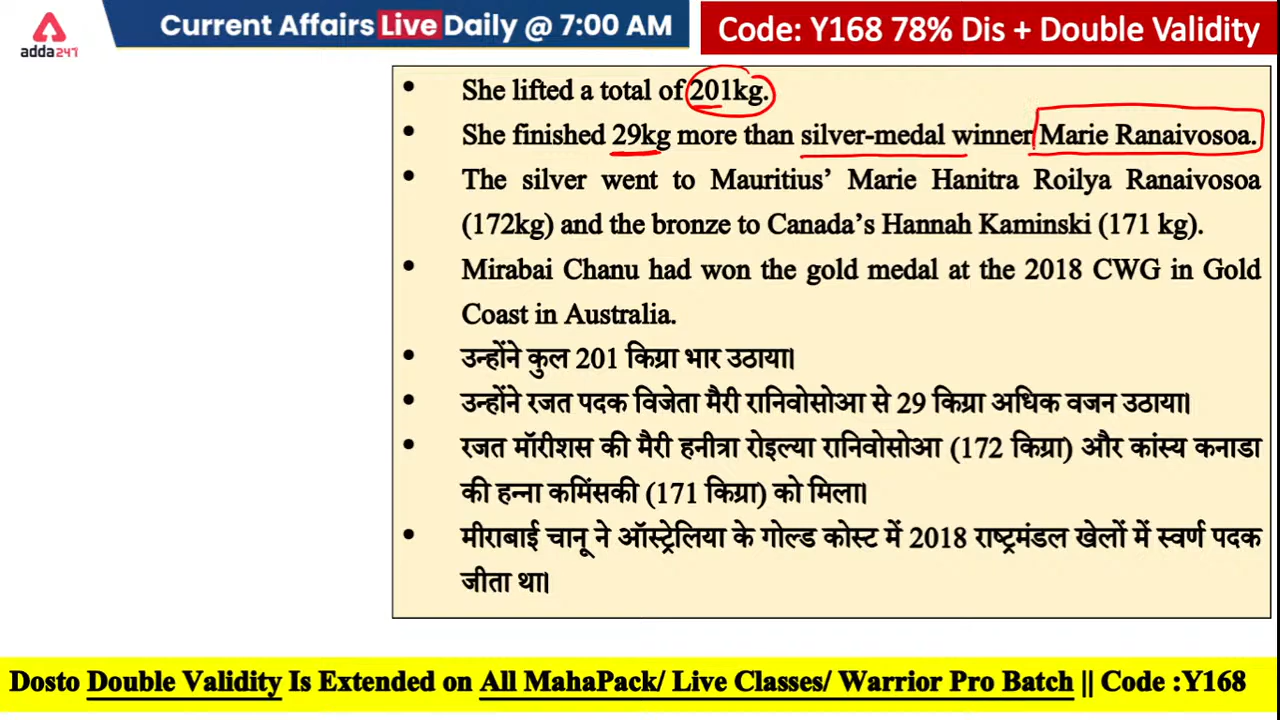 Current Affairs Live Daily @ 7:00 AM
Code: Y168 78% Dis + Double Validity
adda247
• She lifted a total of 201kg.
• She finished 29kg more than silver-medal winner Marie Ranaivosoa.
• The silver went to Mauritius’ Marie Hanitra Roilya Ranaivosoa
(172kg) and the bronze to Canada’s Hannah Kaminski (171 kg).
• Mirabai Chanu had won the gold medal at the 2018 CWG in Gold
Coast in Australia.
• उन्होंने कुल 201 किग्रा भार उठाया।
• उन्होंने रजत पदक विजेता मैरी रानिवोसोआ से 29 किग्रा अधिक वजन उठाया।
• रजत मॉरीशस की मैरी हनीत्रा रोइल्या रानिवोसोआ (172 किग्रा) और कांस्य कनाडा
की हन्ना कमिंसकी (171 किग्रा) को मिला।
• मीराबाई चानू ने ऑस्ट्रेलिया के गोल्ड कोस्ट में 2018 राष्ट्रमंडल खेलों में स्वर्ण पदक
जीता था।
Dosto Double Validity Is Extended on All MahaPack/ Live Classes/ Warrior Pro Batch || Code :Y168